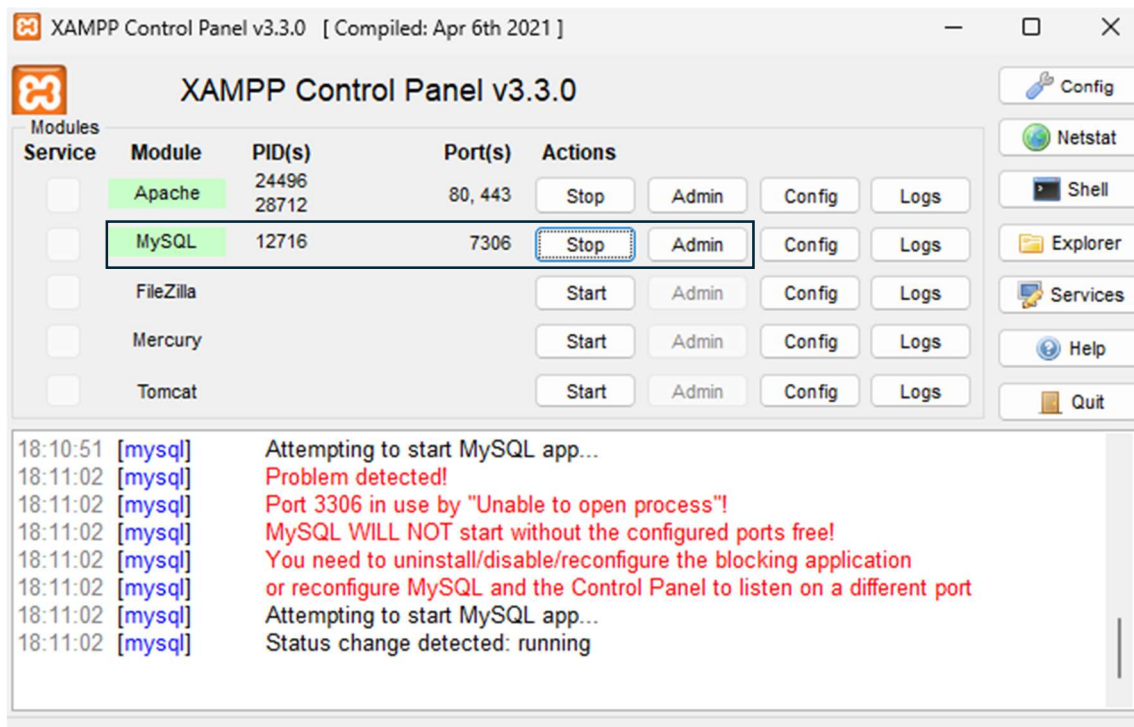 XAMPP Control Panel v3.3.0 [ Compiled: Apr 6th 2021 ]
XAMPP Control Panel v3.3.0
Config
Modules
Service Module PID(s) Port(s) Actions
Netstat
Apache 24496 28712 80, 443 Stop Admin Config Logs
Shell
MySQL 12716 7306 Stop Admin Config Logs
Explorer
FileZilla Start Admin Config Logs
Services
Mercury Start Admin Config Logs
Help
Tomcat Start Admin Config Logs
Quit
18:10:51 [mysql] Attempting to start MySQL app...
18:11:02 [mysql] Problem detected!
18:11:02 [mysql] Port 3306 in use by "Unable to open process"!
18:11:02 [mysql] MySQL WILL NOT start without the configured ports free!
18:11:02 [mysql] You need to uninstall/disable/reconfigure the blocking application
18:11:02 [mysql] or reconfigure MySQL and the Control Panel to listen on a different port
18:11:02 [mysql] Attempting to start MySQL app...
18:11:02 [mysql] Status change detected: running